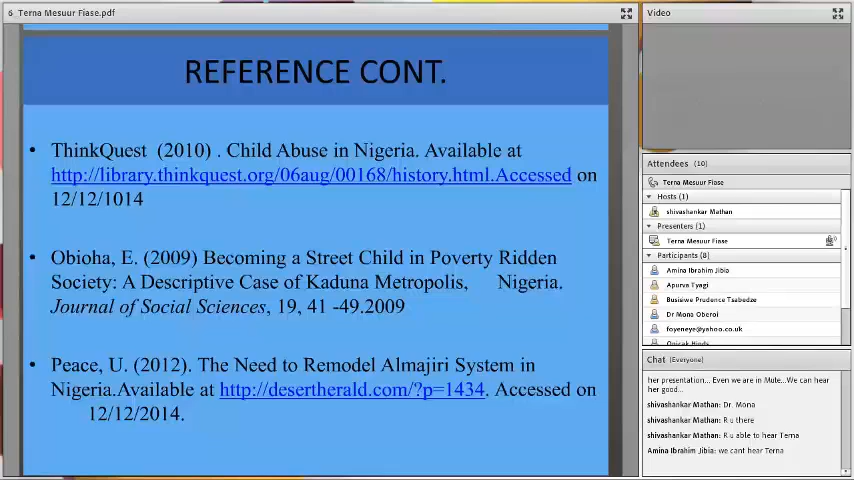 6_Terna Mesuur Fiase.pdf
REFERENCE CONT.
• ThinkQuest (2010) . Child Abuse in Nigeria. Available at
http://library.thinkquest.org/06aug/00168/history.html.Accessed on
12/12/1014
• Obioha, E. (2009) Becoming a Street Child in Poverty Ridden
Society: A Descriptive Case of Kaduna Metropolis, Nigeria.
Journal of Social Sciences, 19, 41 -49.2009
• Peace, U. (2012). The Need to Remodel Almajiri System in
Nigeria.Available at http://desertherald.com/?p=1434. Accessed on
12/12/2014.
Video
Attendees (10)
Terna Mesuur Fiase
Hosts (1)
shivashankar Mathan
Presenters (1)
Terna Mesuur Fiase
Participants (8)
Amina Ibrahim Jibia
Apurva Tyagi
Busisiwe Prudence Tsabedze
Dr Mona Oberoi
foyeneye@yahoo.co.uk
Chat (Everyone)
her presentation... Even we are in Mute...We can hear
her good...
shivashankar Mathan: Dr. Mona
shivashankar Mathan: R u there
shivashankar Mathan: R u able to hear Terna
Amina Ibrahim Jibia: we cant hear Terna